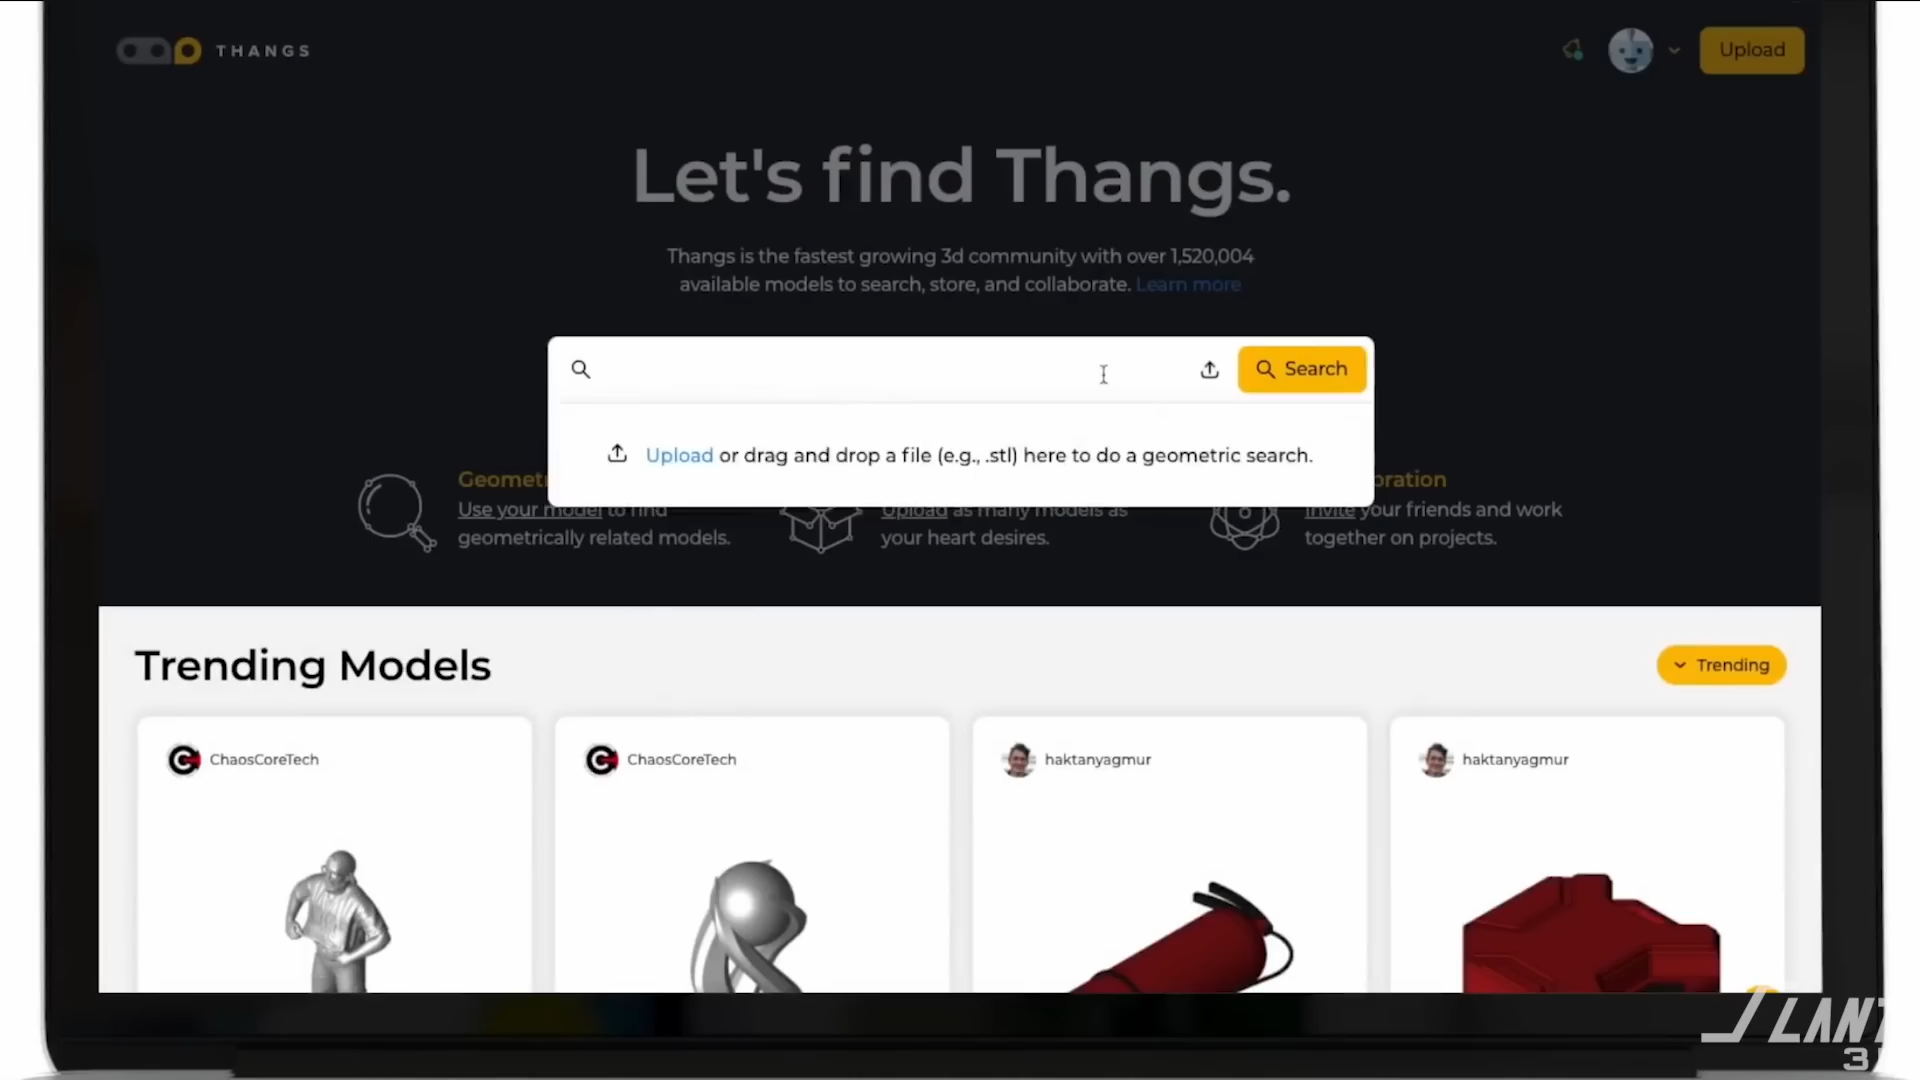 THANGS
Upload
Let's find Thangs.
Thangs is the fastest growing 3d community with over 1,520,004
available models to search, store, and collaborate. Learn more
Search
Upload or drag and drop a file (e.g., .stl) here to do a geometric search.
Use your model to find
geometrically related models.
Upload as many models as
your heart desires.
Invite your friends and work
together on projects.
Trending Models
Trending
ChaosCoreTech
ChaosCoreTech
haktanyagmur
haktanyagmur